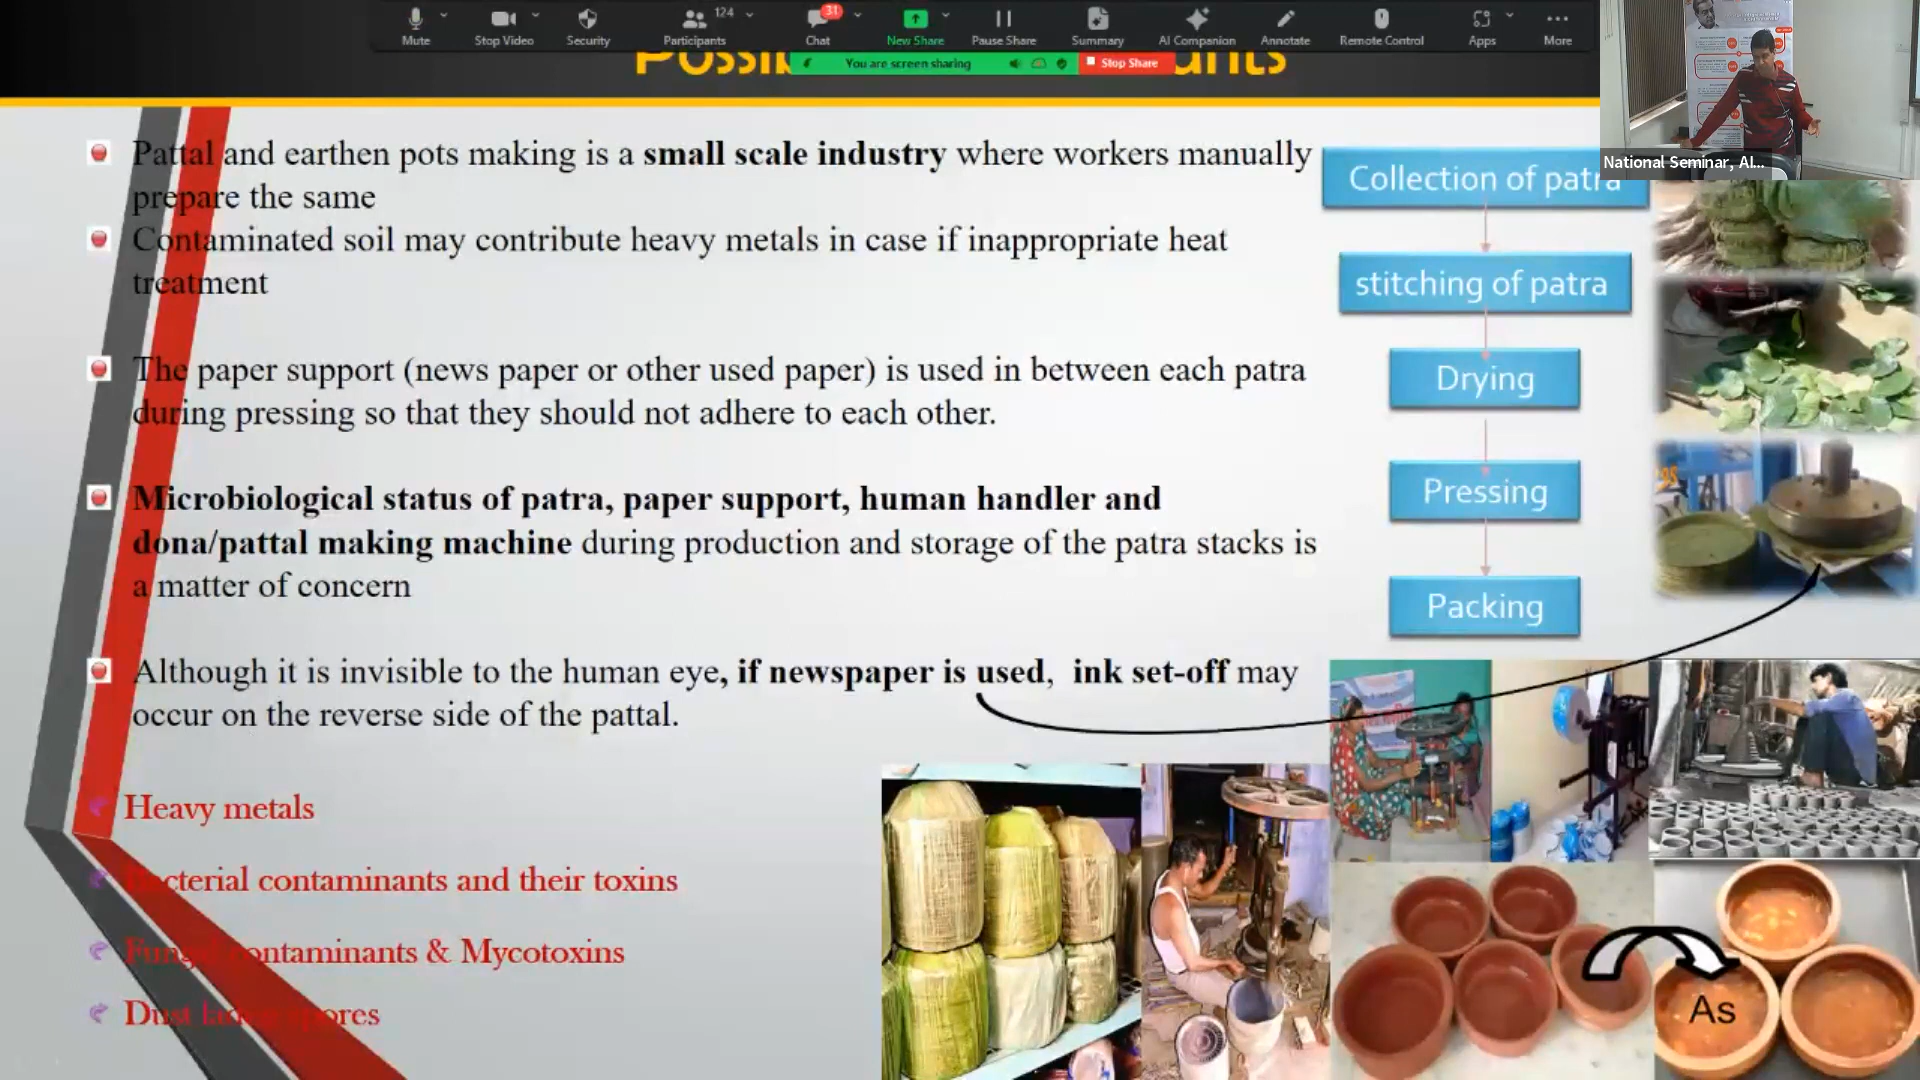 Mute
Stop Video
Security
124
Participants
31
Chat
New Share
Pause Share
Summary
AI Companion
Annotate
Remote Control
Apps
More
You are screen sharing
Stop Share
National Seminar, AI...
Pattal and earthen pots making is a small scale industry where workers manually
prepare the same
Contaminated soil may contribute heavy metals in case if inappropriate heat
treatment
The paper support (news paper or other used paper) is used in between each patra
during pressing so that they should not adhere to each other.
Microbiological status of patra, paper support, human handler and
dona/pattal making machine during production and storage of the patra stacks is
a matter of concern
Although it is invisible to the human eye, if newspaper is used, ink set-off may
occur on the reverse side of the pattal.
Heavy metals
Bacterial contaminants and their toxins
Fungal contaminants & Mycotoxins
Dust laden spores
Collection of patra
stitching of patra
Drying
Pressing
Packing
As